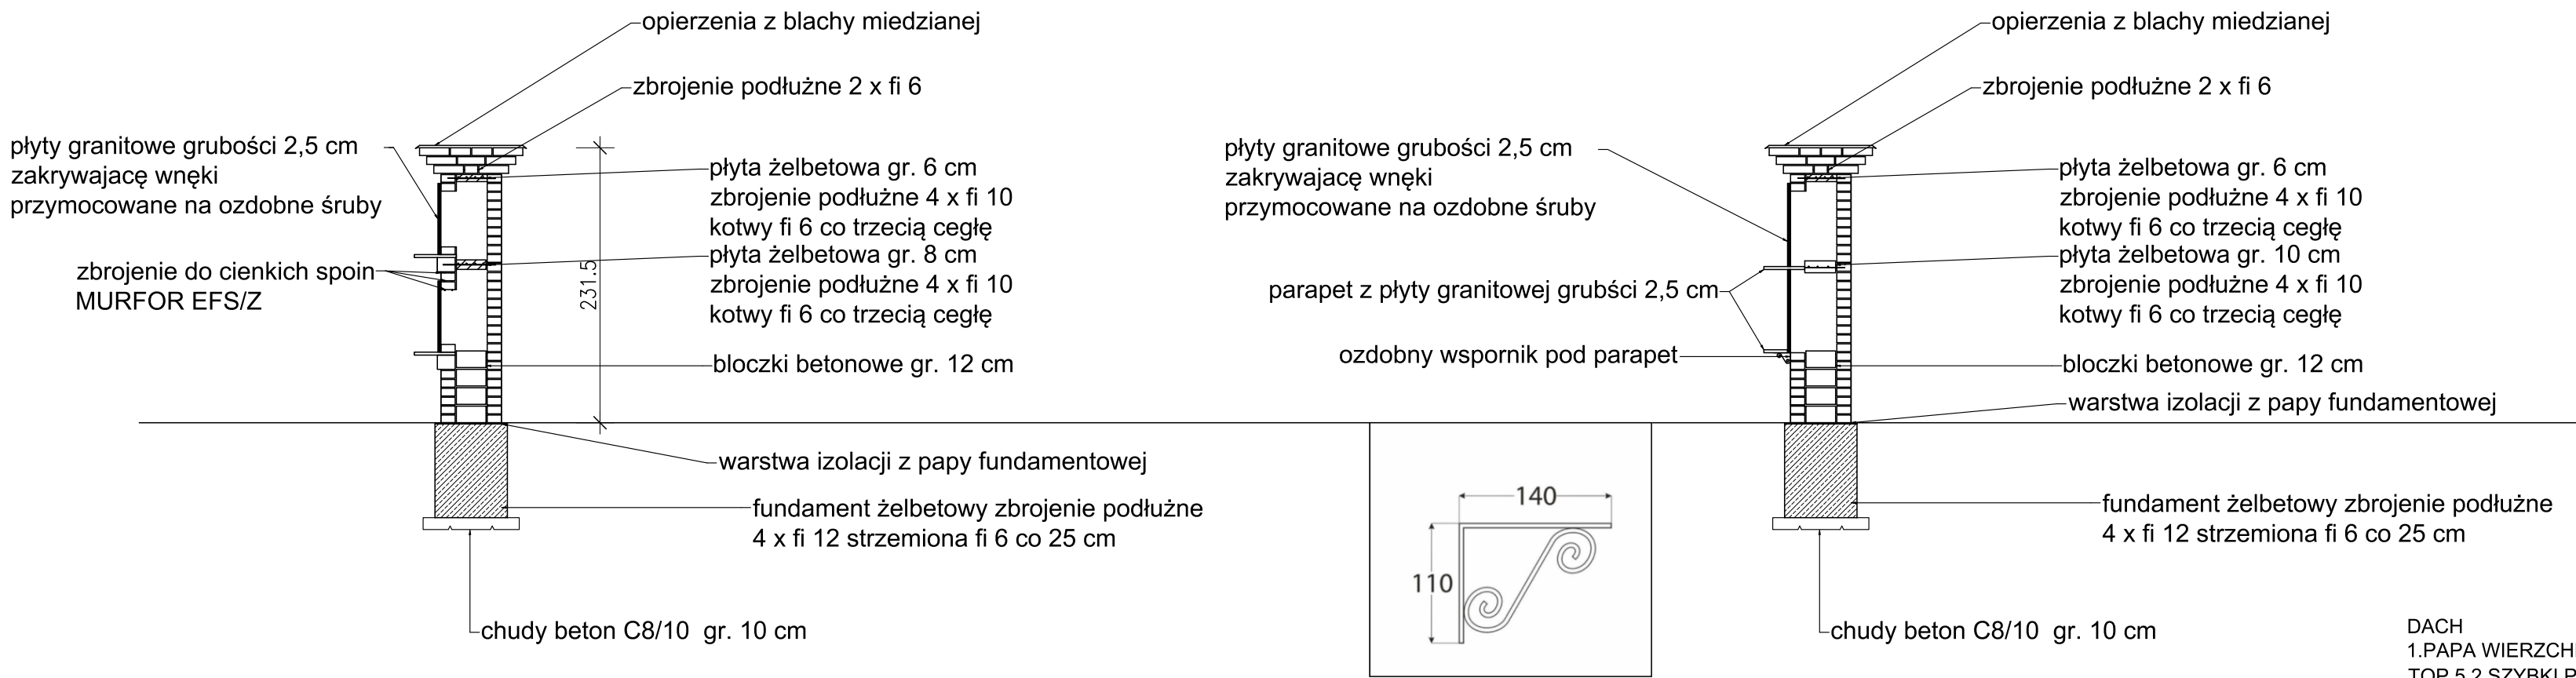 opierzenia z blachy miedzianej
zbrojenie podłużne 2 x fi 6
płyty granitowe grubości 2,5 cm
zakrywajacę wnęki
przymocowane na ozdobne śruby
płyta żelbetowa gr. 6 cm
zbrojenie podłużne 4 x fi 10
kotwy fi 6 co trzecią cegłę
płyta żelbetowa gr. 8 cm
zbrojenie podłużne 4 x fi 10
kotwy fi 6 co trzecią cegłę
zbrojenie do cienkich spoin
MURFOR EFS/Z
231.5
bloczki betonowe gr. 12 cm
warstwa izolacji z papy fundamentowej
fundament żelbetowy zbrojenie podłużne
4 x fi 12 strzemiona fi 6 co 25 cm
chudy beton C8/10 gr. 10 cm
opierzenia z blachy miedzianej
zbrojenie podłużne 2 x fi 6
płyty granitowe grubości 2,5 cm
zakrywajacę wnęki
przymocowane na ozdobne śruby
płyta żelbetowa gr. 6 cm
zbrojenie podłużne 4 x fi 10
kotwy fi 6 co trzecią cegłę
płyta żelbetowa gr. 10 cm
zbrojenie podłużne 4 x fi 10
kotwy fi 6 co trzecią cegłę
parapet z płyty granitowej grubści 2,5 cm
ozdobny wspornik pod parapet
bloczki betonowe gr. 12 cm
warstwa izolacji z papy fundamentowej
140
110
fundament żelbetowy zbrojenie podłużne
4 x fi 12 strzemiona fi 6 co 25 cm
chudy beton C8/10 gr. 10 cm
DACH
1.PAPA WIERZCH
TOP 5,2 SZYBKI